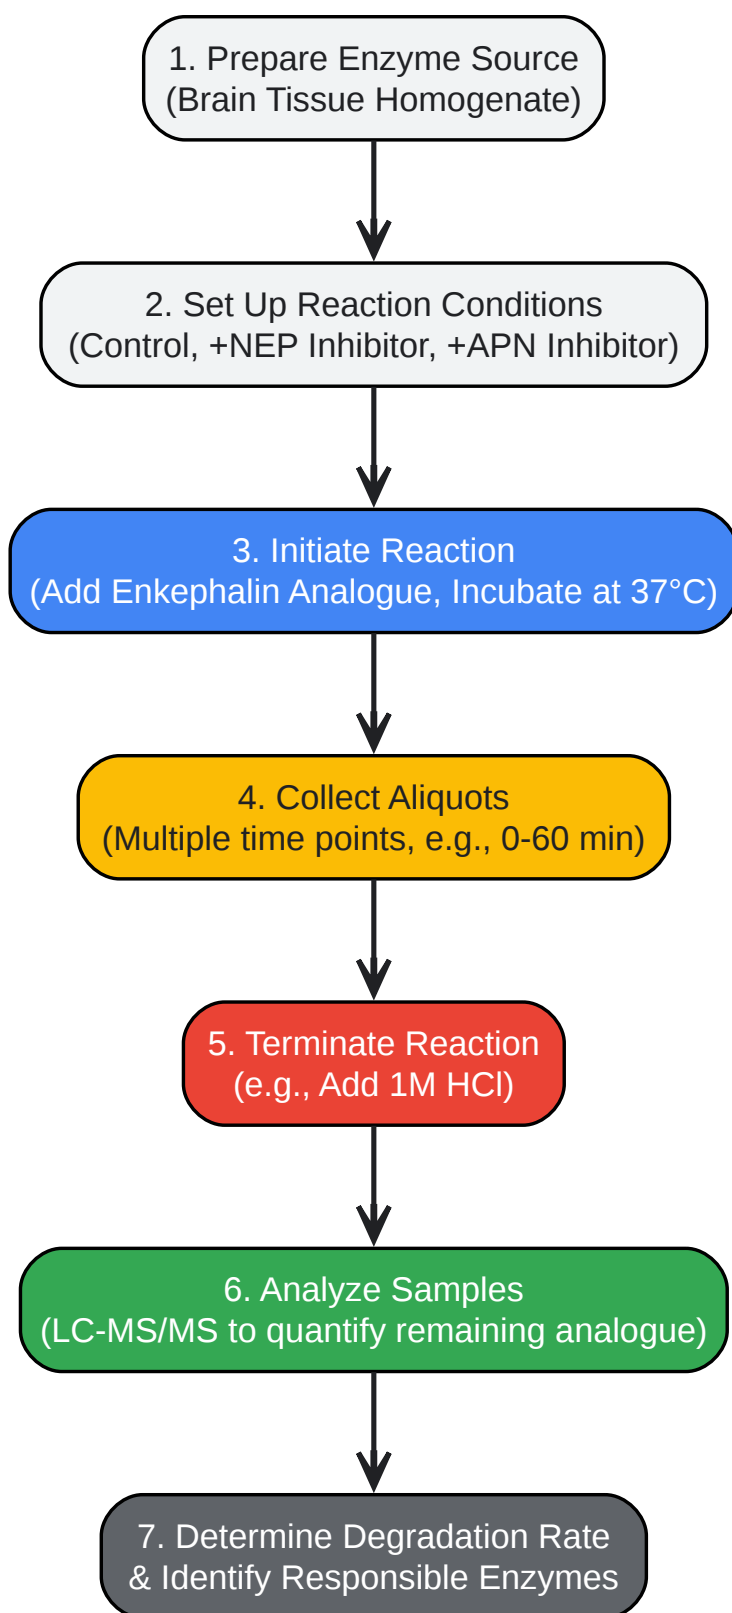 1. Prepare Enzyme Source
(Brain Tissue Homogenate)
2. Set Up Reaction Conditions
(Control, +NEP Inhibitor, +APN Inhibitor)
3. Initiate Reaction
(Add Enkephalin Analogue, Incubate at 37°C)
4. Collect Aliquots
(Multiple time points, e.g., 0-60 min)
5. Terminate Reaction
(e.g., Add 1M HCl)
6. Analyze Samples
(LC-MS/MS to quantify remaining analogue)
7. Determine Degradation Rate
& Identify Responsible Enzymes